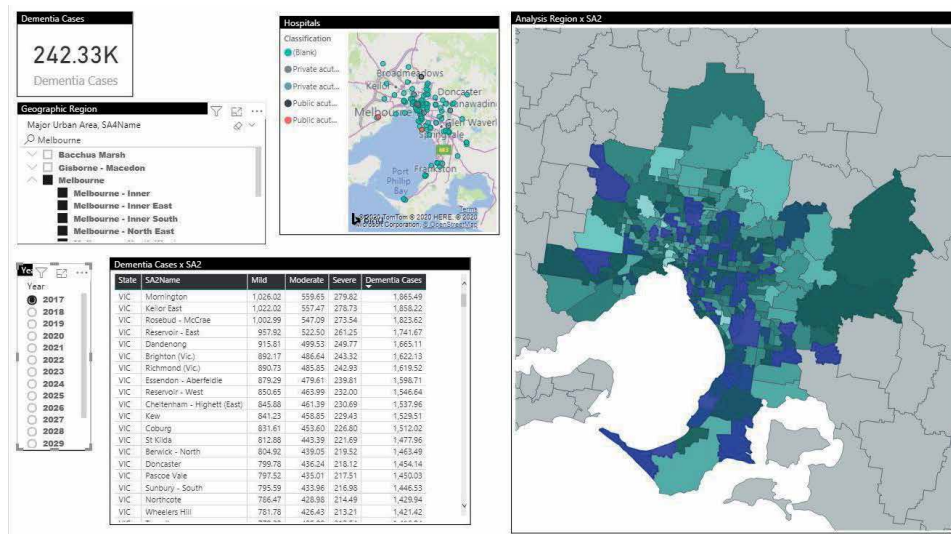 Dementia Cases
242.33K
Dementia Cases
Geographic Region
Major Urban Area, SA4Name
Melbourne
Bacchus Marsh
Gisborne - Macedon
Melbourne
Melbourne - Inner
Melbourne - Inner East
Melbourne - Inner South
Melbourne - North East
Hospitals
Classification
(Blank)
Private acut...
Private acut...
Public acut...
Public acut...
Broadmeadows
Keilor
Doncaster
Melbourne
Glen Waverl
Springvale
Frankston
Port
Phillip
Bay
Terms
© 2020 TomTom © 2020 HERE, © 2020
Microsoft Corporation, © OpenStreetMap
Analysis Region x SA2
Year
2017
2018
2019
2020
2021
2022
2023
2024
2025
2026
2027
2028
2029
Dementia Cases x SA2
State SA2Name Mild Moderate Severe Dementia Cases
VIC Mornington 1,026.02 559.65 279.82 1,865.49
VIC Keilor East 1,022.02 557.47 278.73 1,858.22
VIC Rosebud - McCrae 1,002.99 547.09 273.54 1,823.62
VIC Reservoir - East 957.92 522.50 261.25 1,741.67
VIC Dandenong 915.81 499.53 249.77 1,665.11
VIC Brighton (Vic.) 892.17 486.64 243.32 1,622.13
VIC Richmond (Vic.) 890.73 485.85 242.93 1,619.52
VIC Essendon - Aberfeldie 879.29 479.61 239.81 1,598.71
VIC Reservoir - West 850.65 463.99 232.00 1,546.64
VIC Cheltenham - Highett (East) 845.88 461.39 230.69 1,537.96
VIC Kew 841.23 458.85 229.43 1,529.51
VIC Coburg 831.61 453.60 226.80 1,512.02
VIC St Kilda 812.88 443.39 221.69 1,477.96
VIC Berwick - North 804.92 439.05 219.52 1,463.49
VIC Doncaster 799.78 436.24 218.12 1,454.14
VIC Pascoe Vale 797.52 435.01 217.51 1,450.03
VIC Sunbury - South 795.59 433.96 216.98 1,446.53
VIC Northcote 786.47 428.98 214.49 1,429.94
VIC Wheelers Hill 781.78 426.43 213.21 1,421.42